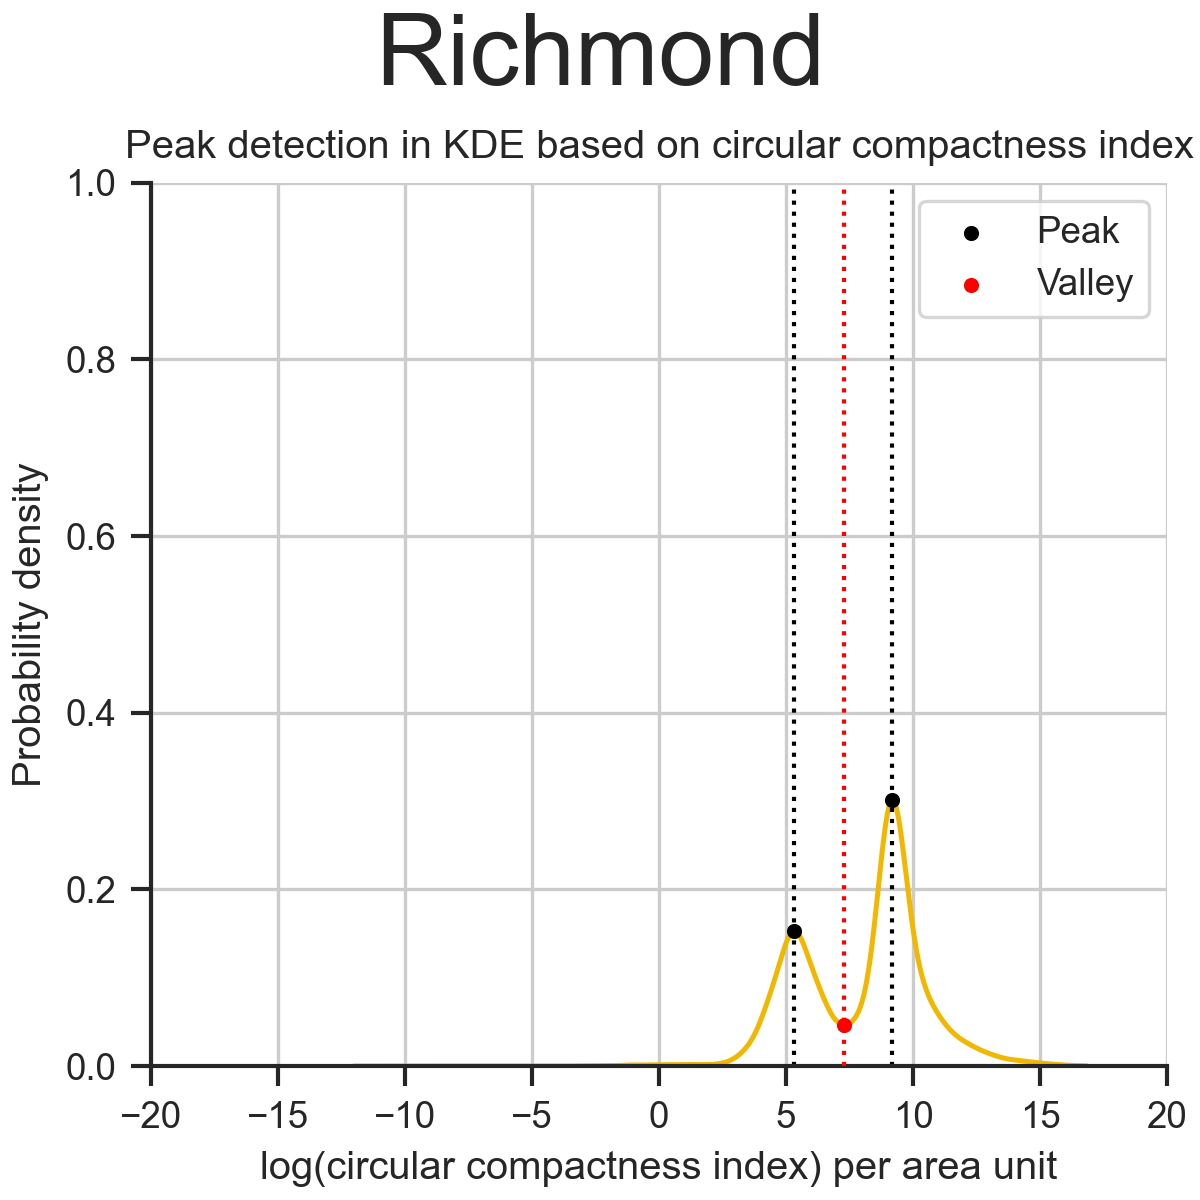 Richmond
Peak detection in KDE based on circular compactness index
Peak
Valley
1.0
0.8
0.6
0.4
0.2
0.0
Probability density
−20 −15 −10 −5 0 5 10 15 20
log(circular compactness index) per area unit